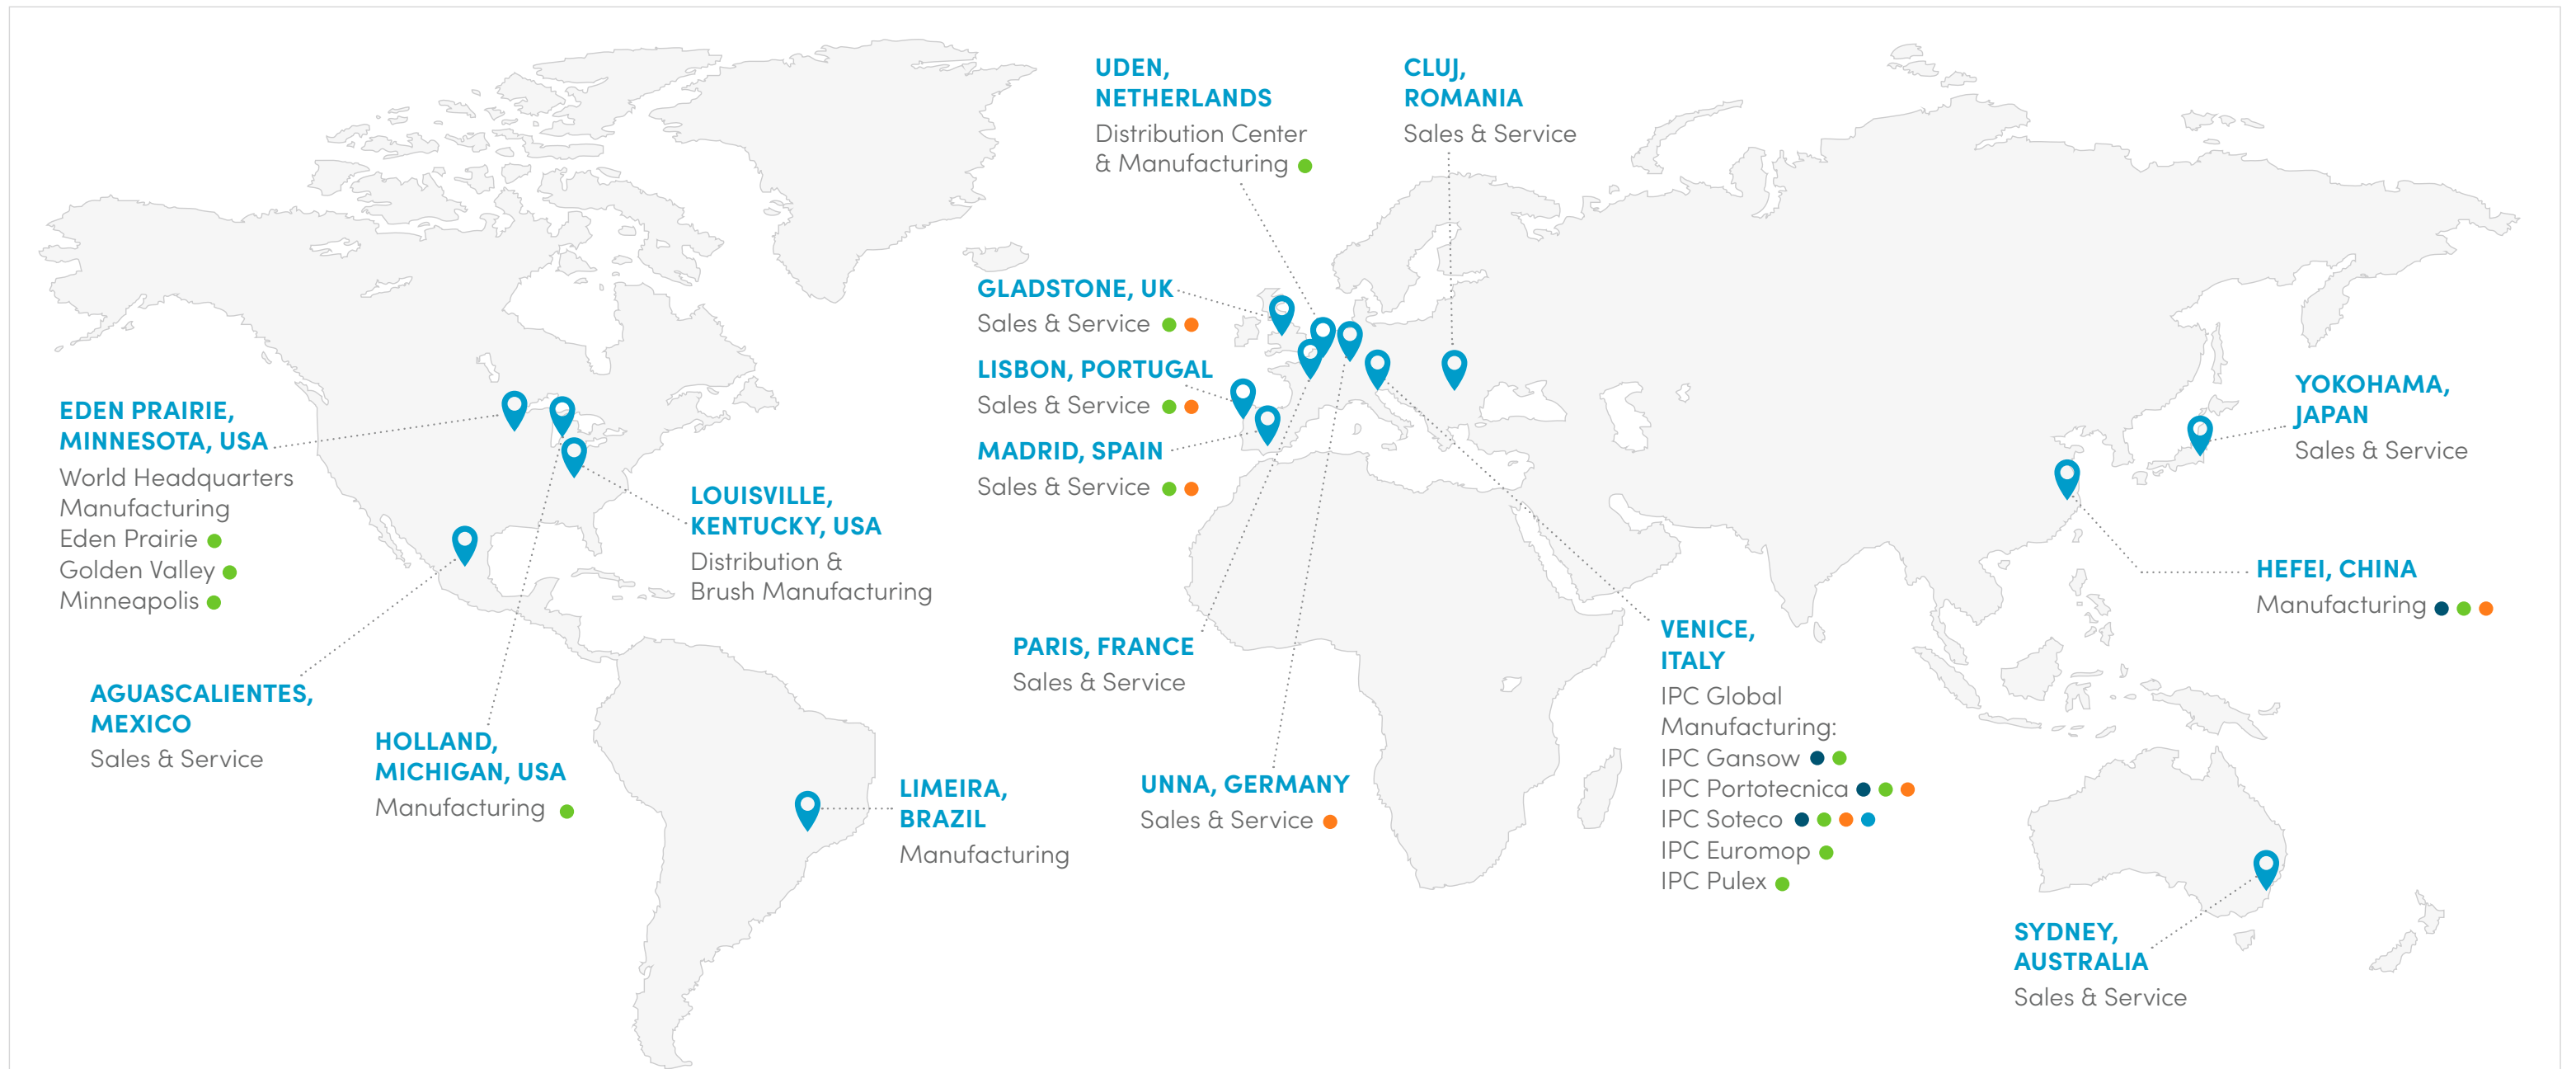 UDEN,
NETHERLANDS
Distribution Center
& Manufacturing
CLUJ,
ROMANIA
Sales & Service
GLADSTONE, UK
Sales & Service
LISBON, PORTUGAL
Sales & Service
MADRID, SPAIN
Sales & Service
EDEN PRAIRIE,
MINNESOTA, USA
World Headquarters
Manufacturing
Eden Prairie
Golden Valley
Minneapolis
LOUISVILLE,
KENTUCKY, USA
Distribution &
Brush Manufacturing
YOKOHAMA,
JAPAN
Sales & Service
HEFEI, CHINA
Manufacturing
AGUASCALIENTES,
MEXICO
Sales & Service
HOLLAND,
MICHIGAN, USA
Manufacturing
LIMEIRA,
BRAZIL
Manufacturing
PARIS, FRANCE
Sales & Service
UNNA, GERMANY
Sales & Service
VENICE,
ITALY
IPC Global
Manufacturing:
IPC Gansow
IPC Portotecnica
IPC Soteco
IPC Euromop
IPC Pulex
SYDNEY,
AUSTRALIA
Sales & Service